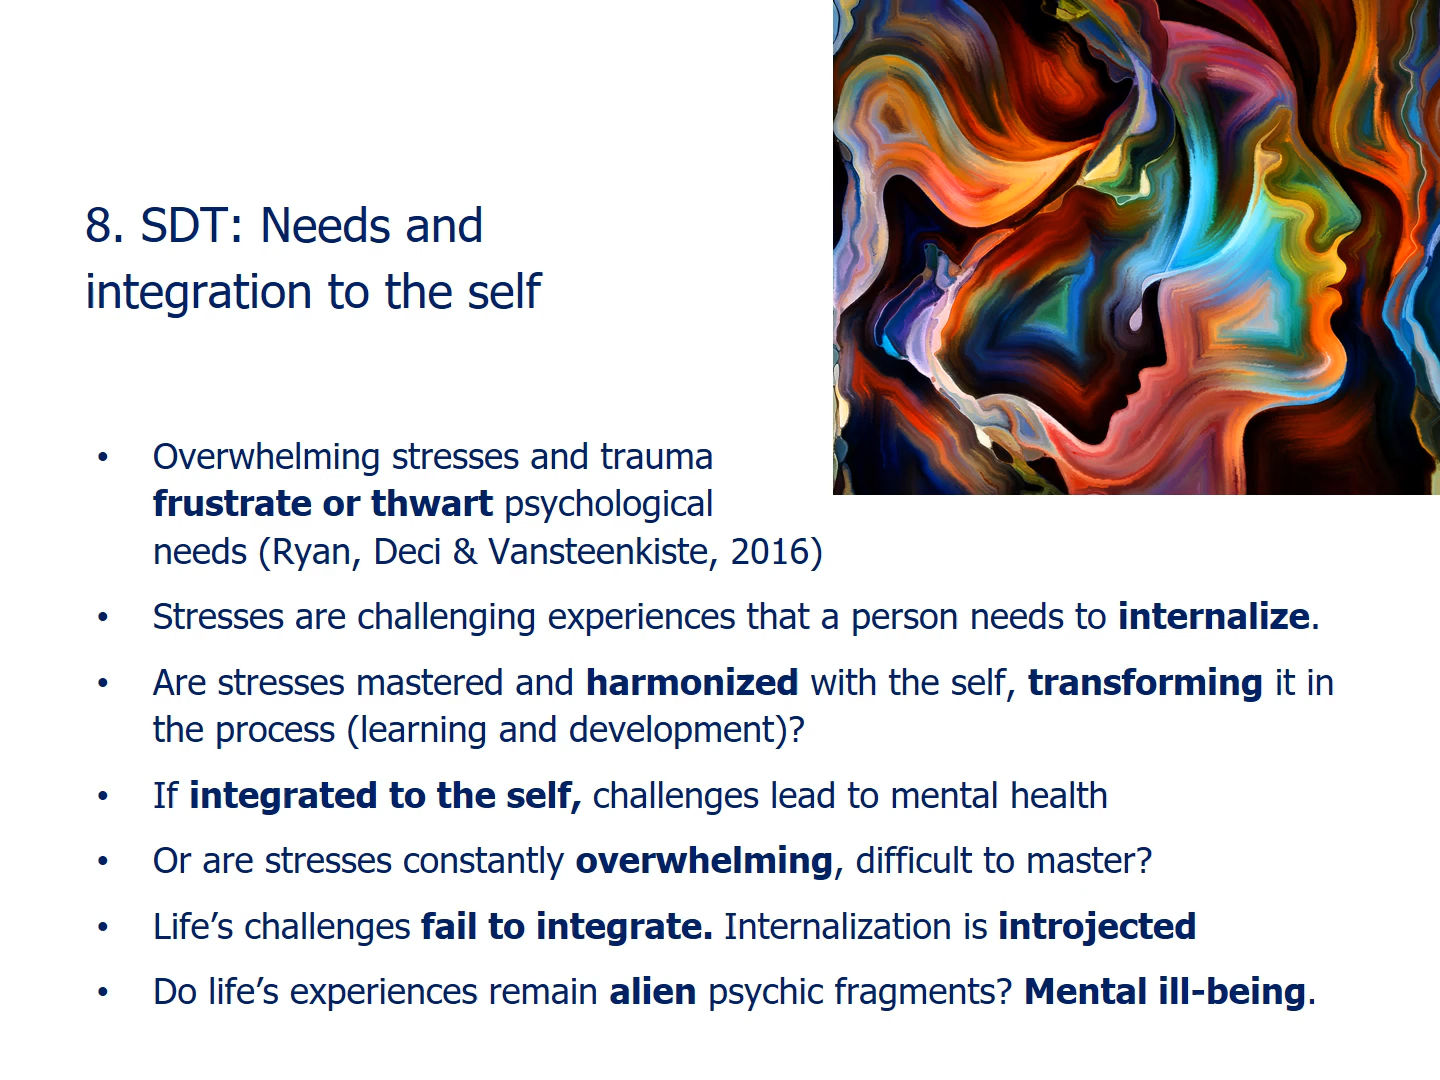 8. SDT: Needs and
integration to the self
• Overwhelming stresses and trauma
frustrate or thwart psychological
needs (Ryan, Deci & Vansteenkiste, 2016)
• Stresses are challenging experiences that a person needs to internalize.
• Are stresses mastered and harmonized with the self, transforming it in
the process (learning and development)?
• If integrated to the self, challenges lead to mental health
• Or are stresses constantly overwhelming, difficult to master?
• Life’s challenges fail to integrate. Internalization is introjected
• Do life’s experiences remain alien psychic fragments? Mental ill-being.